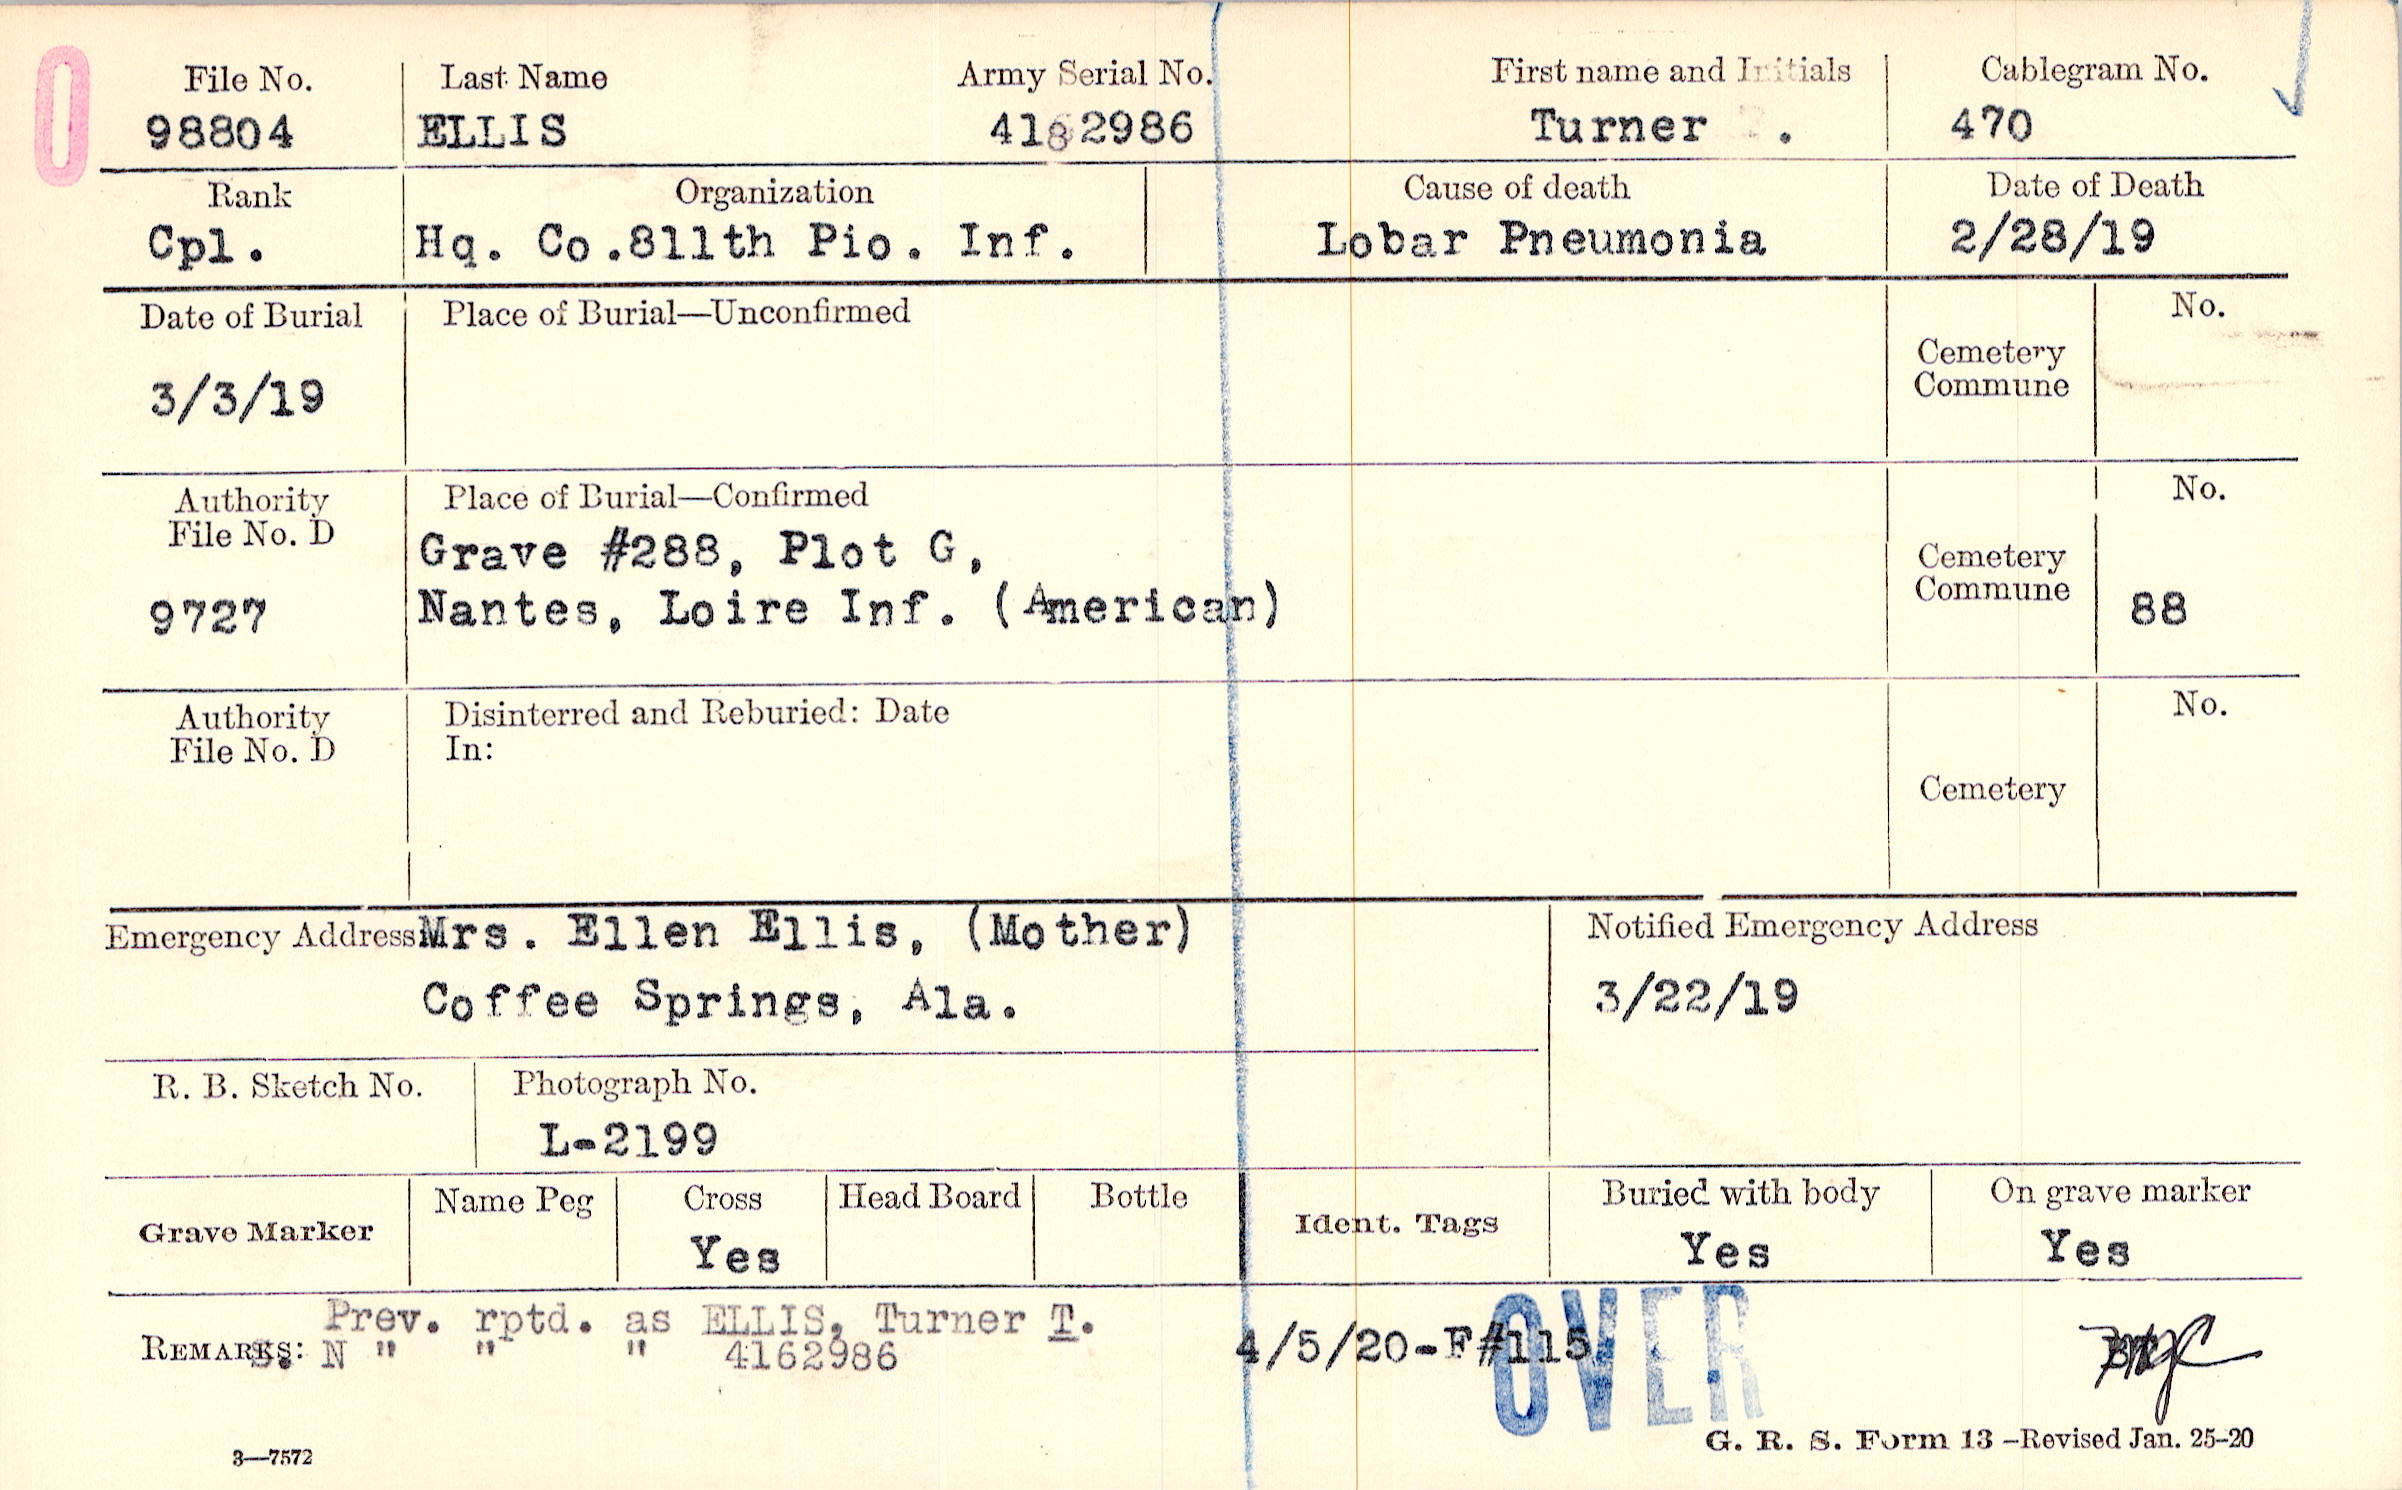 0
File No. Last Name Army Serial No. First name and Initials Cablegram No.
98804 ELLIS 4182986 Turner . 470
Rank Organization Cause of death Date of Death
Cpl. Hq. Co.811th Pio. Inf. Lobar Pneumonia 2/28/19
Date of Burial Place of Burial—Unconfirmed No.
Cemetery
Commune
3/3/19
Authority Place of Burial—Confirmed No.
File No. D
Grave #288, Plot G,
Cemetery
Commune
9727 Nantes, Loire Inf. (American) 88
Authority Disinterred and Reburied: Date No.
File No. D In:
Cemetery
Emergency Address Mrs. Ellen Ellis, (Mother) Notified Emergency Address
Coffee Springs, Ala. 3/22/19
R. B. Sketch No. Photograph No.
L-2199
Grave Marker Name Peg Cross Head Board Bottle Ident. Tags Buried with body On grave marker
Yes Yes Yes
Prev. rptd. as ELLIS, Turner T.
REMARKS: S. N " " " 4162986 4/5/20-F#115 OVER
3—7572 G. R. S. Form 13 —Revised Jan. 25-20